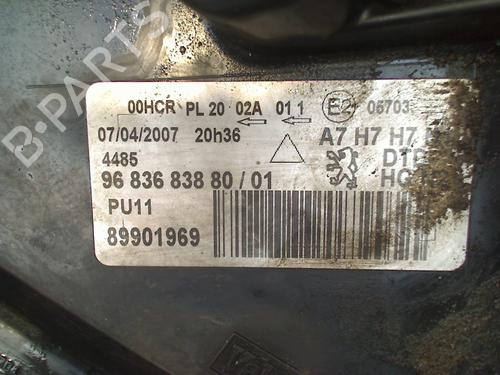 B-PARTS
00HCR PL 20 02A 01 1 E2 05703
07/04/2007 20h36 A7 H7 H7
4485
96 836 838 80/01
PU11
89901969